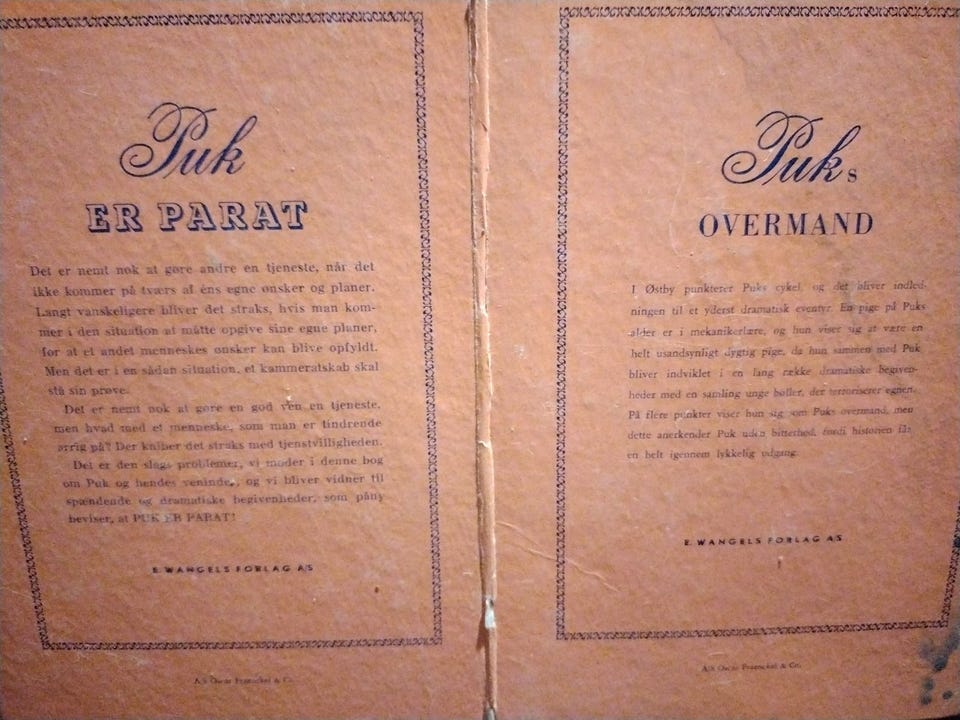 Puk
ER PARAT
Det er nemt nok at gøre andre en tjeneste, når det
ikke kommer på tværs af éns egne ønsker og planer.
Langt vanskeligere bliver det straks, hvis man kom-
mer i den situation at måtte opgive sine egne planer,
for at et andet menneskes ønsker kan blive opfyldt.
Men det er i en sådan situation, et kammeratskab skal
stå sin prøve.
Det er nemt nok at gøre en god ven en tjeneste,
men hvad med et menneske, som man er tindrende
arrig på? Der kniber det straks med tjenstvilligheden.
Det er den slags problemer, vi møder i denne bog
om Puk og hendes veninde, og vi bliver vidner til
spændende og dramatiske begivenheder, som påny
beviser, at PUK ER PARAT!
E. WANGELS FORLAG A/S
A/S Oscar Fraenckel & Co.
Puks
OVERMAND
I Østby punkterer Puks cykel, og det bliver indled-
ningen til et yderst dramatisk eventyr. En pige på Puks
alder er i mekanikerlære, og hun viser sig at være en
helt usandsynligt dygtig pige, da hun sammen med Puk
bliver indviklet i en lang række dramatiske begiven-
heder med en samling unge bøller, der terroriserer egnen.
På flere punkter viser hun sig som Puks overmand, men
dette anerkender Puk uden bitterhed, fordi historien får
en helt igennem lykkelig udgang.
E. WANGELS FORLAG A/S
A/S Oscar Fraenckel & Co.